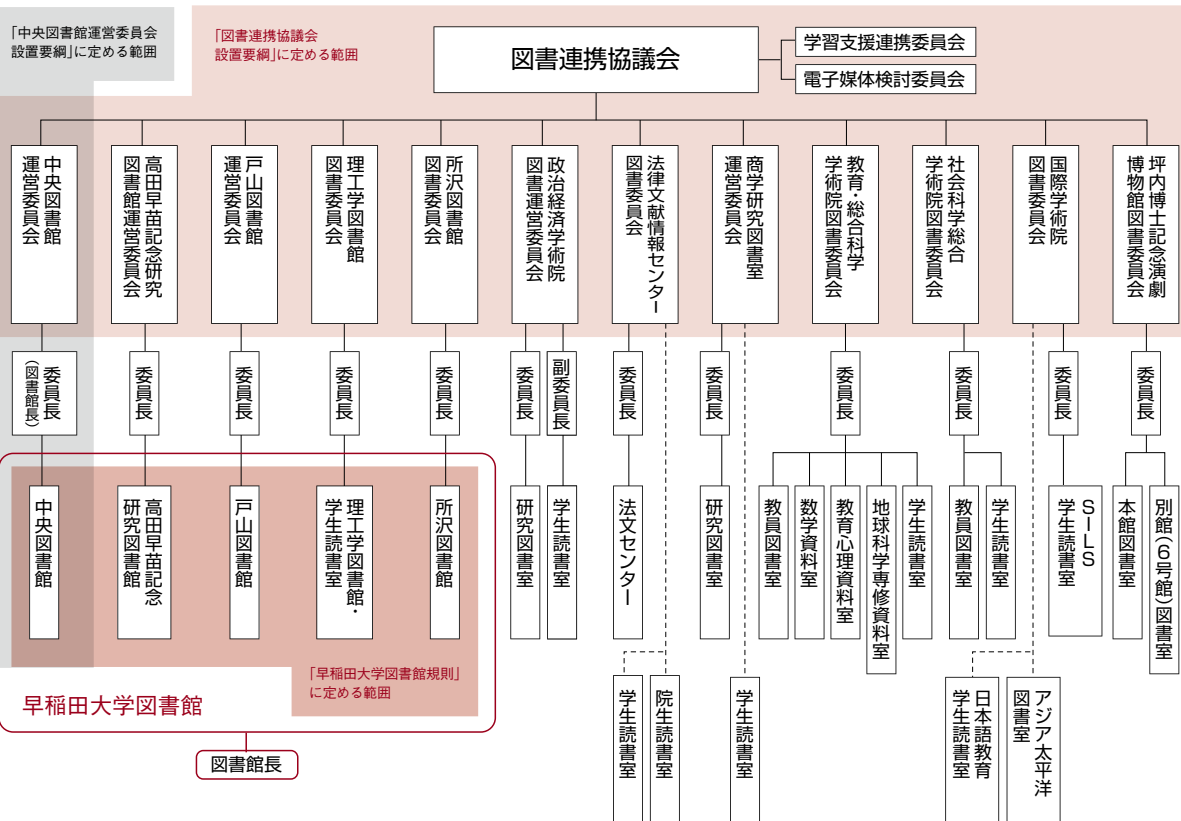 「中央図書館運営委員会
設置要綱」に定める範囲
「図書連携協議会
設置要綱」に定める範囲
図書連携協議会
学習支援連携委員会
電子媒体検討委員会
中央図書館
運営委員会
高田早苗記念研究
図書館運営委員会
戸山図書館
運営委員会
理工学図書館
図書委員会
所沢図書館
図書委員会
政治経済学術院
図書運営委員会
法律文献情報センター
図書委員会
商学研究図書室
運営委員会
教育・総合科学
学術院図書委員会
社会科学総合
学術院図書委員会
国際学術院
図書委員会
坪内博士記念演劇
博物館図書委員会
委員長
（図書館長）
委員長
委員長
委員長
委員長
委員長
副委員長
委員長
委員長
委員長
委員長
委員長
委員長
中央図書館
高田早苗記念
研究図書館
戸山図書館
理工学図書館・
学生読書室
所沢図書館
研究図書室
学生読書室
法文センター
研究図書室
教員図書室
数学資料室
教育心理資料室
地球科学専修資料室
学生読書室
教員図書室
学生読書室
SILS
学生読書室
本館図書室
別館（6号館）図書室
「早稲田大学図書館規則」
に定める範囲
早稲田大学図書館
図書館長
学生読書室
院生読書室
学生読書室
日本語教育
学生読書室
アジア太平洋
図書室